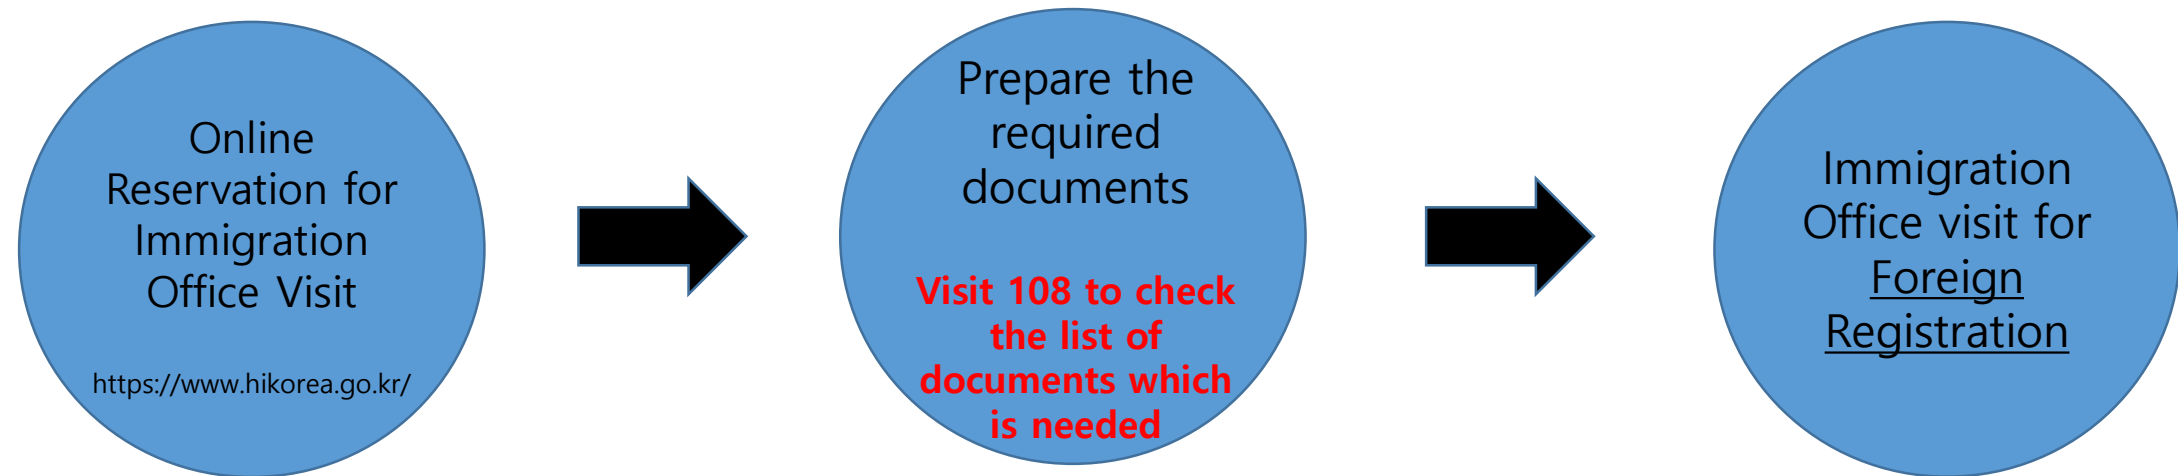 Online
Reservation for
Immigration
Office Visit
https://www.hikorea.go.kr/
Prepare the
required
documents
Visit 108 to check
the list of
documents which
is needed
Immigration
Office visit for
Foreign
Registration